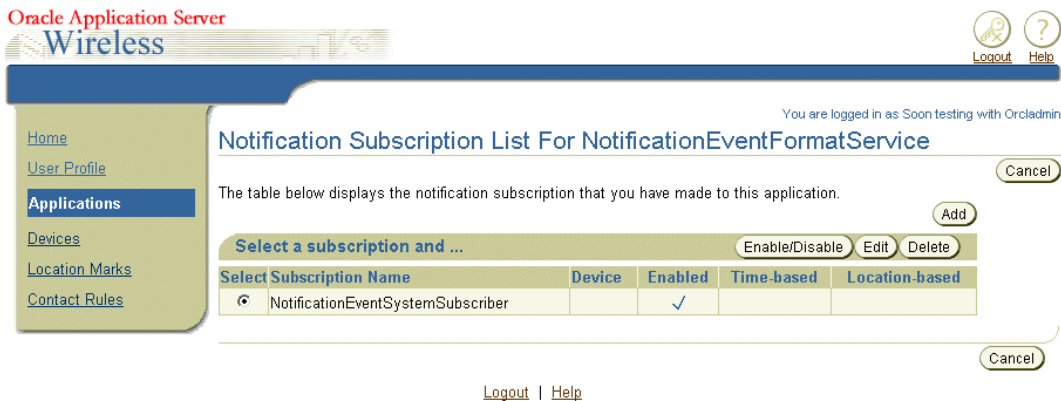 Oracle Application Server
Wireless
Logout Help
You are logged in as Soon testing with Orcladmin
Home
User Profile
Applications
Devices
Location Marks
Contact Rules
Notification Subscription List For NotificationEventFormatService
Cancel
The table below displays the notification subscription that you have made to this application.
Add
Select a subscription and ... Enable/Disable Edit Delete
Select Subscription Name Device Enabled Time-based Location-based
NotificationEventSystemSubscriber ✓
Cancel
Logout | Help